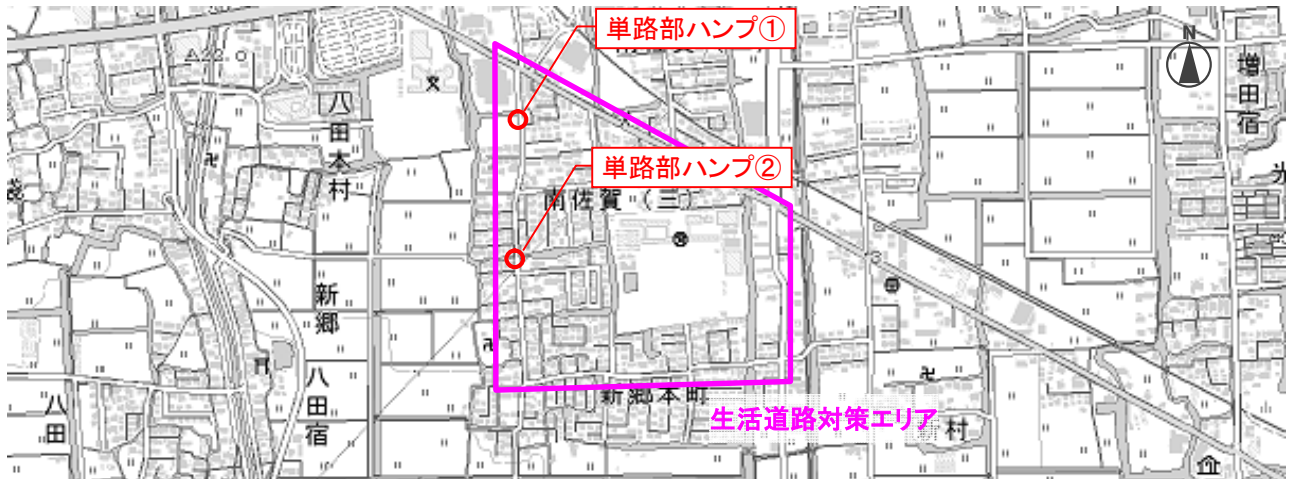 単路部ハンプ①
N
増田宿
八田本村
単路部ハンプ②
南佐賀(三)
新郷
八田宿
八田
新郷本町
生活道路対策エリア
村